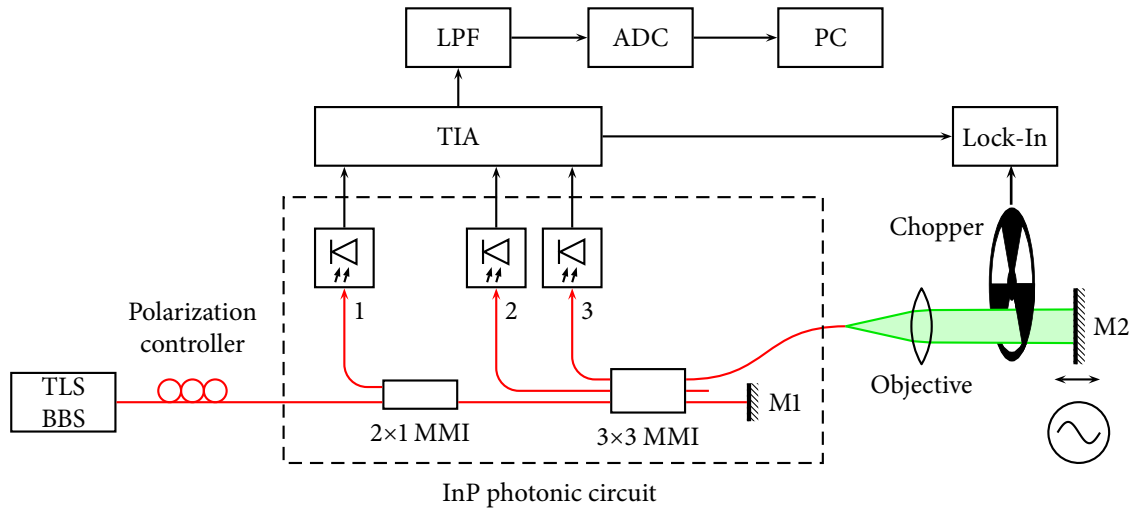 LPF
ADC
PC
TIA
Lock-In
Chopper
1
2
3
Polarization
controller
M2
TLS
BBS
Objective
M1
2×1 MMI
3×3 MMI
InP photonic circuit